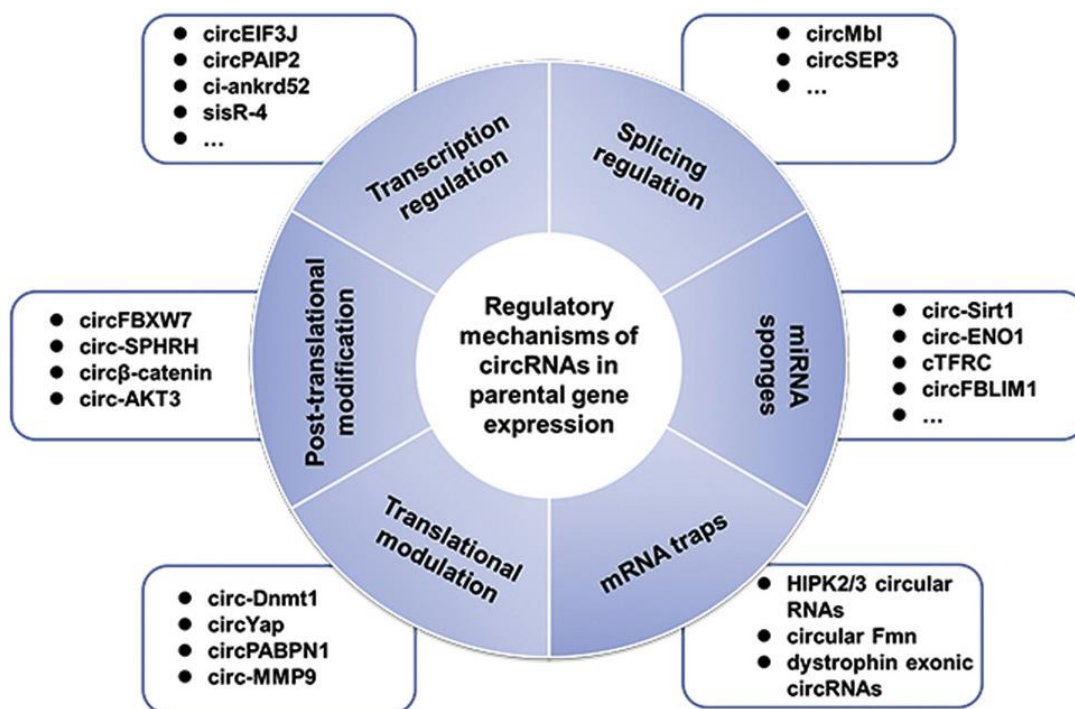 circEIF3J
circPAIP2
ci-ankrd52
sisR-4
...
circMbl
circSEP3
...
Transcription
regulation
Splicing
regulation
circFBXW7
circ-SPHRH
circβ-catenin
circ-AKT3
Post-translational
modification
Regulatory
mechanisms of
circRNAs in
parental gene
expression
miRNA
sponges
circ-Sirt1
circ-ENO1
cTFRC
circFBLIM1
...
Translational
modulation
mRNA traps
circ-Dnmt1
circYap
circPABPN1
circ-MMP9
HIPK2/3 circular
RNAs
circular Fmn
dystrophin exonic
circRNAs